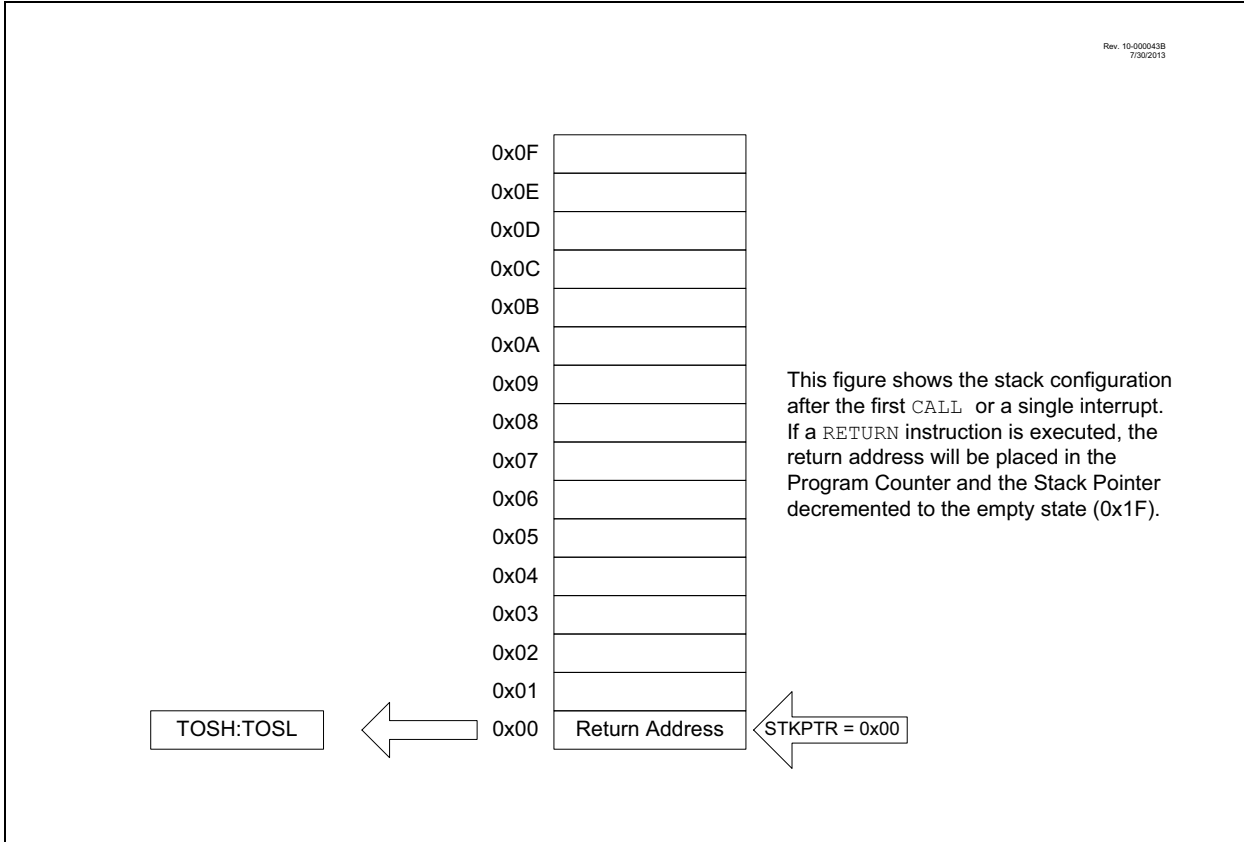 Rev. 10-000043B
7/30/2013
0x0F
0x0E
0x0D
0x0C
0x0B
0x0A
0x09
0x08
0x07
0x06
0x05
0x04
0x03
0x02
0x01
This figure shows the stack configuration
after the first CALL or a single interrupt.
If a RETURN instruction is executed, the
return address will be placed in the
Program Counter and the Stack Pointer
decremented to the empty state (0x1F).
TOSH:TOSL
0x00
Return Address
STKPTR = 0x00